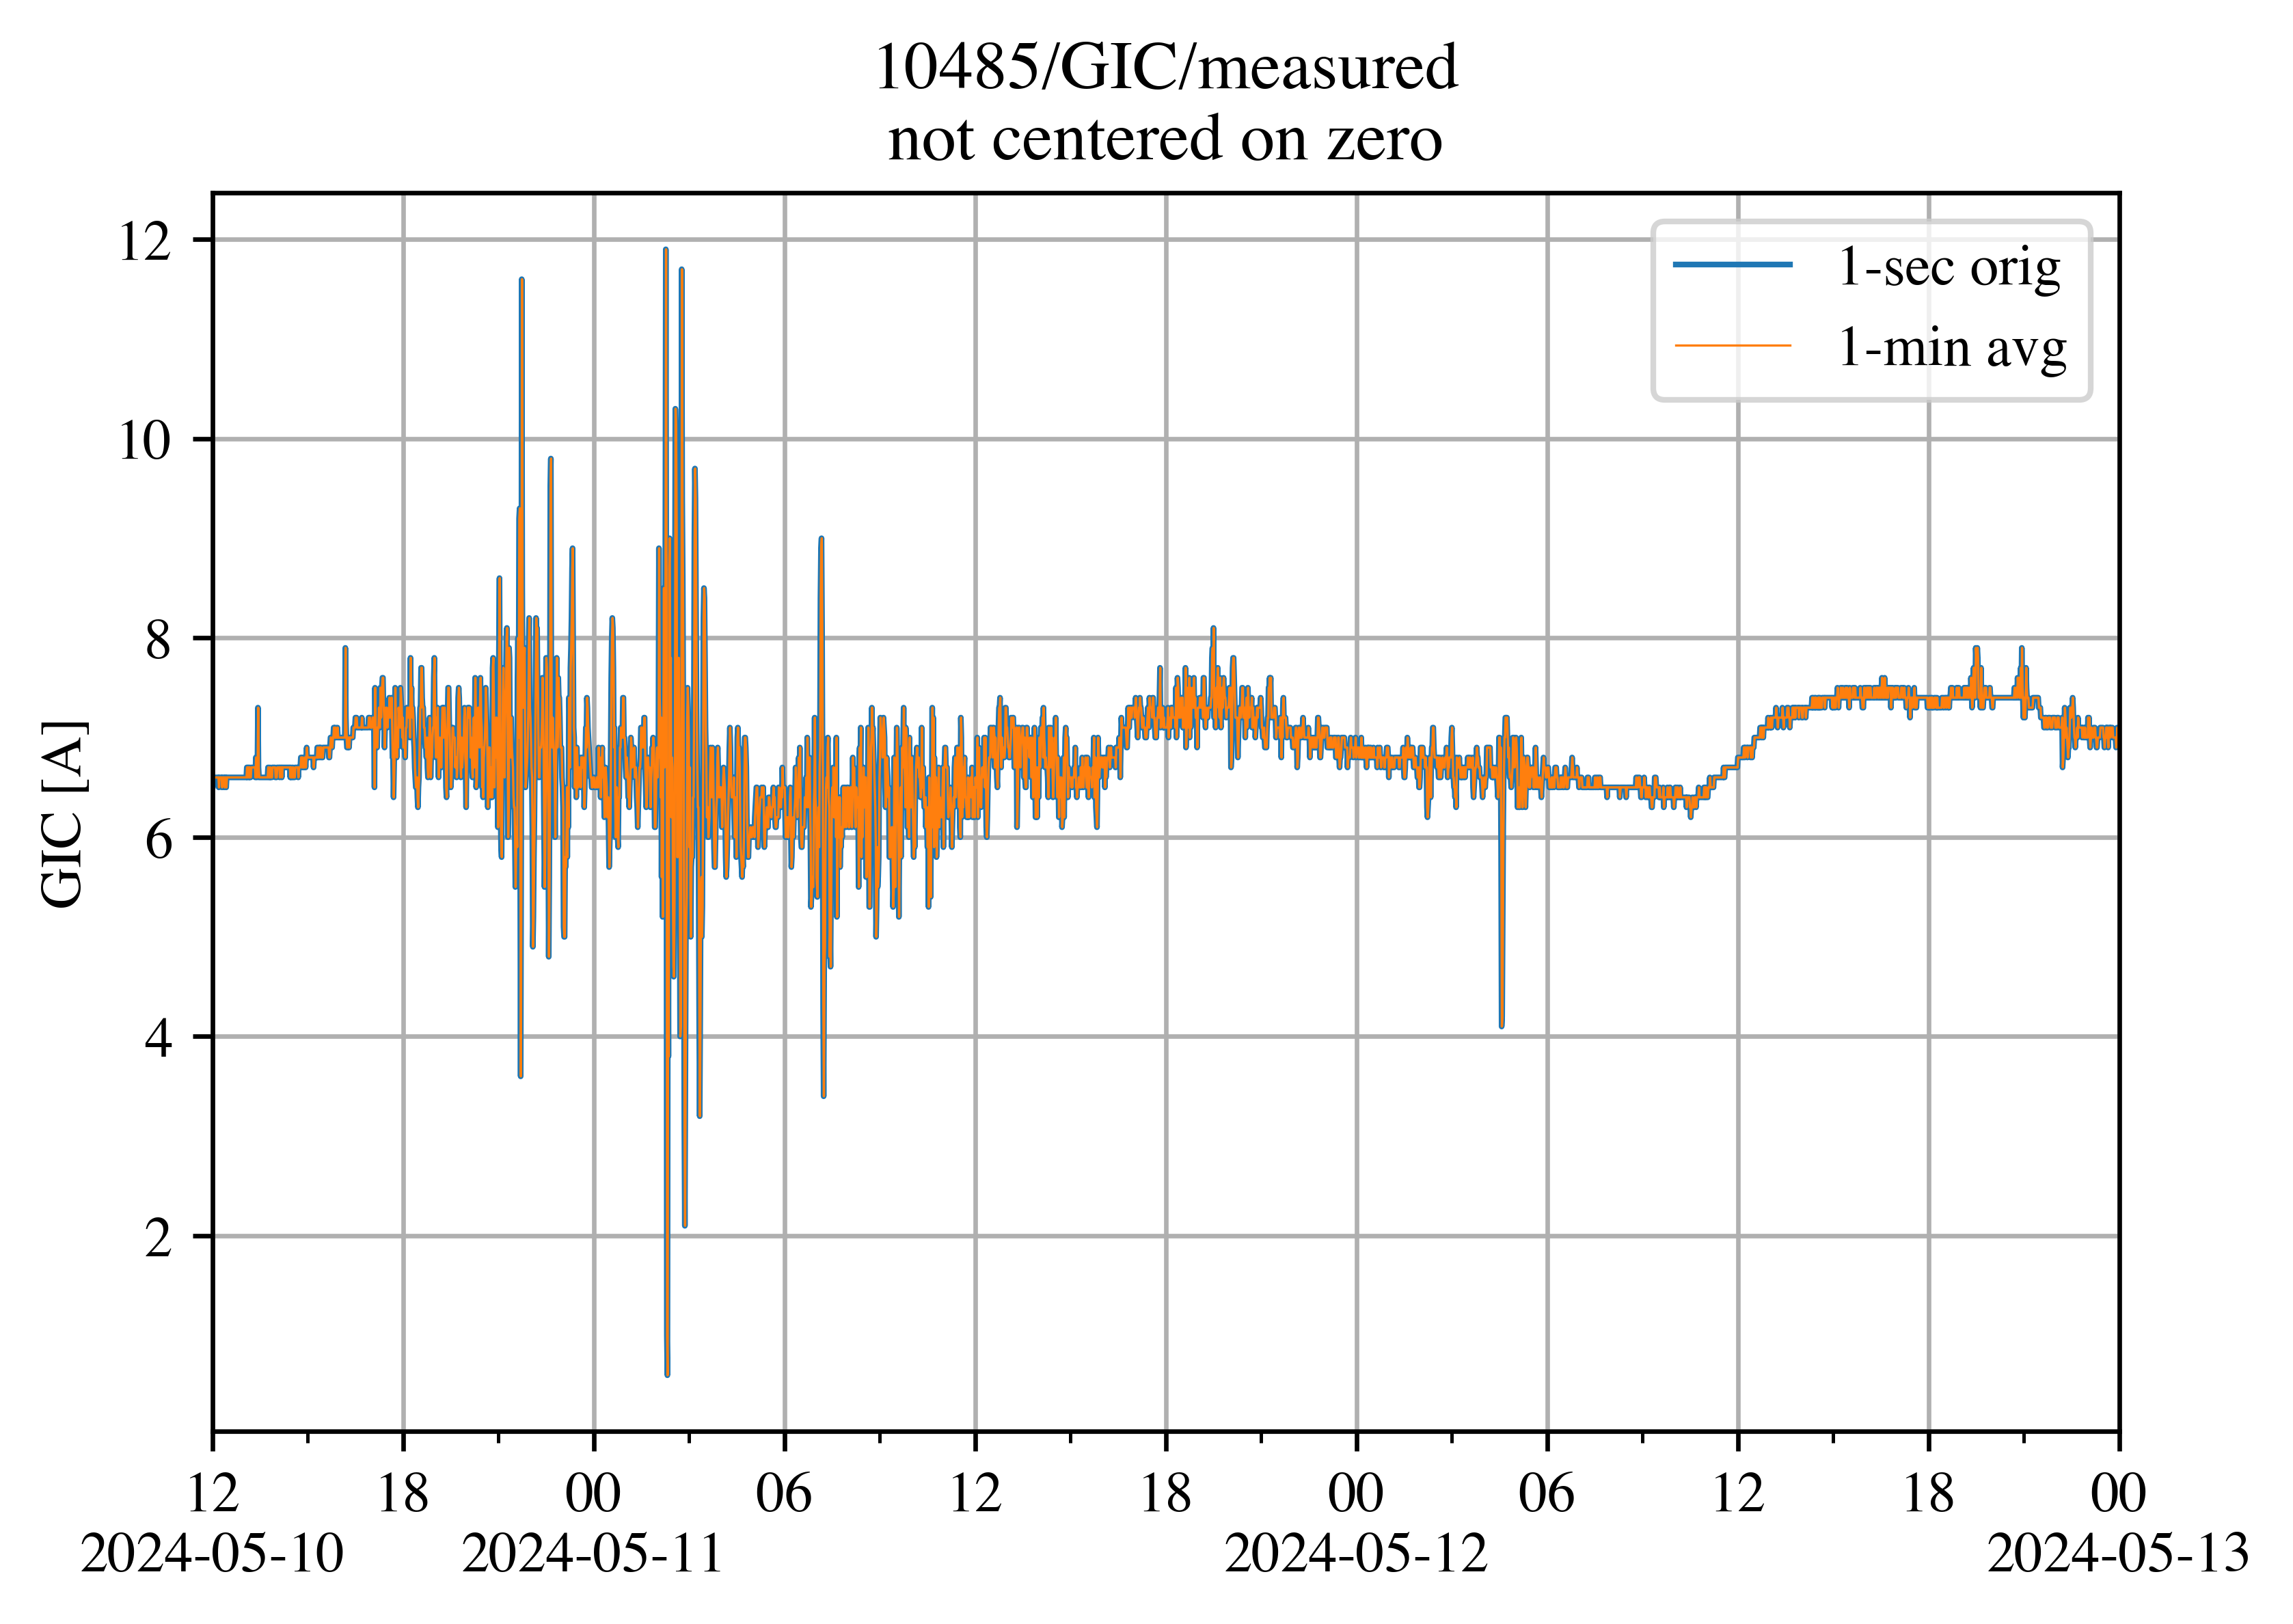 10485/GIC/measured
not centered on zero
12
10
8
6
4
2
GIC [A]
1-sec orig
1-min avg
12 18 00 06 12 18 00 06 12 18 00
2024-05-10 2024-05-11 2024-05-12 2024-05-13